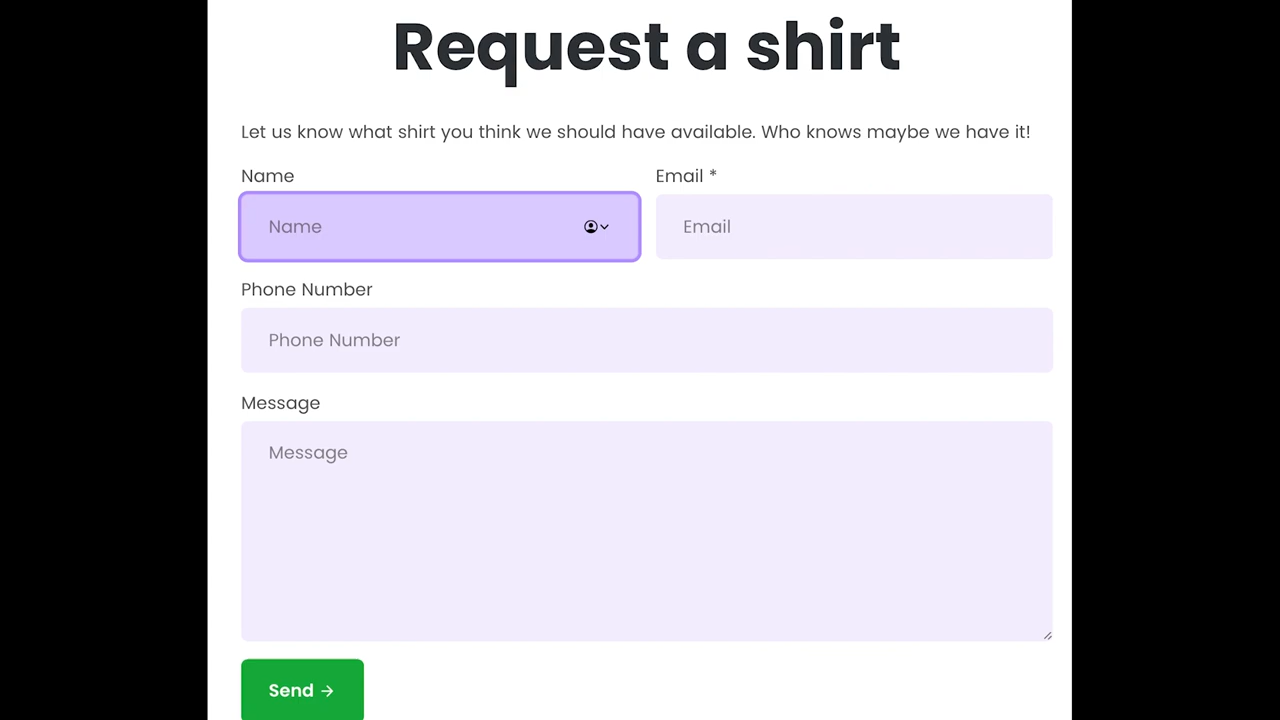 Request a shirt
Let us know what shirt you think we should have available. Who knows maybe we have it!
Name
Email *
Name
Email
Phone Number
Phone Number
Message
Message
Send →